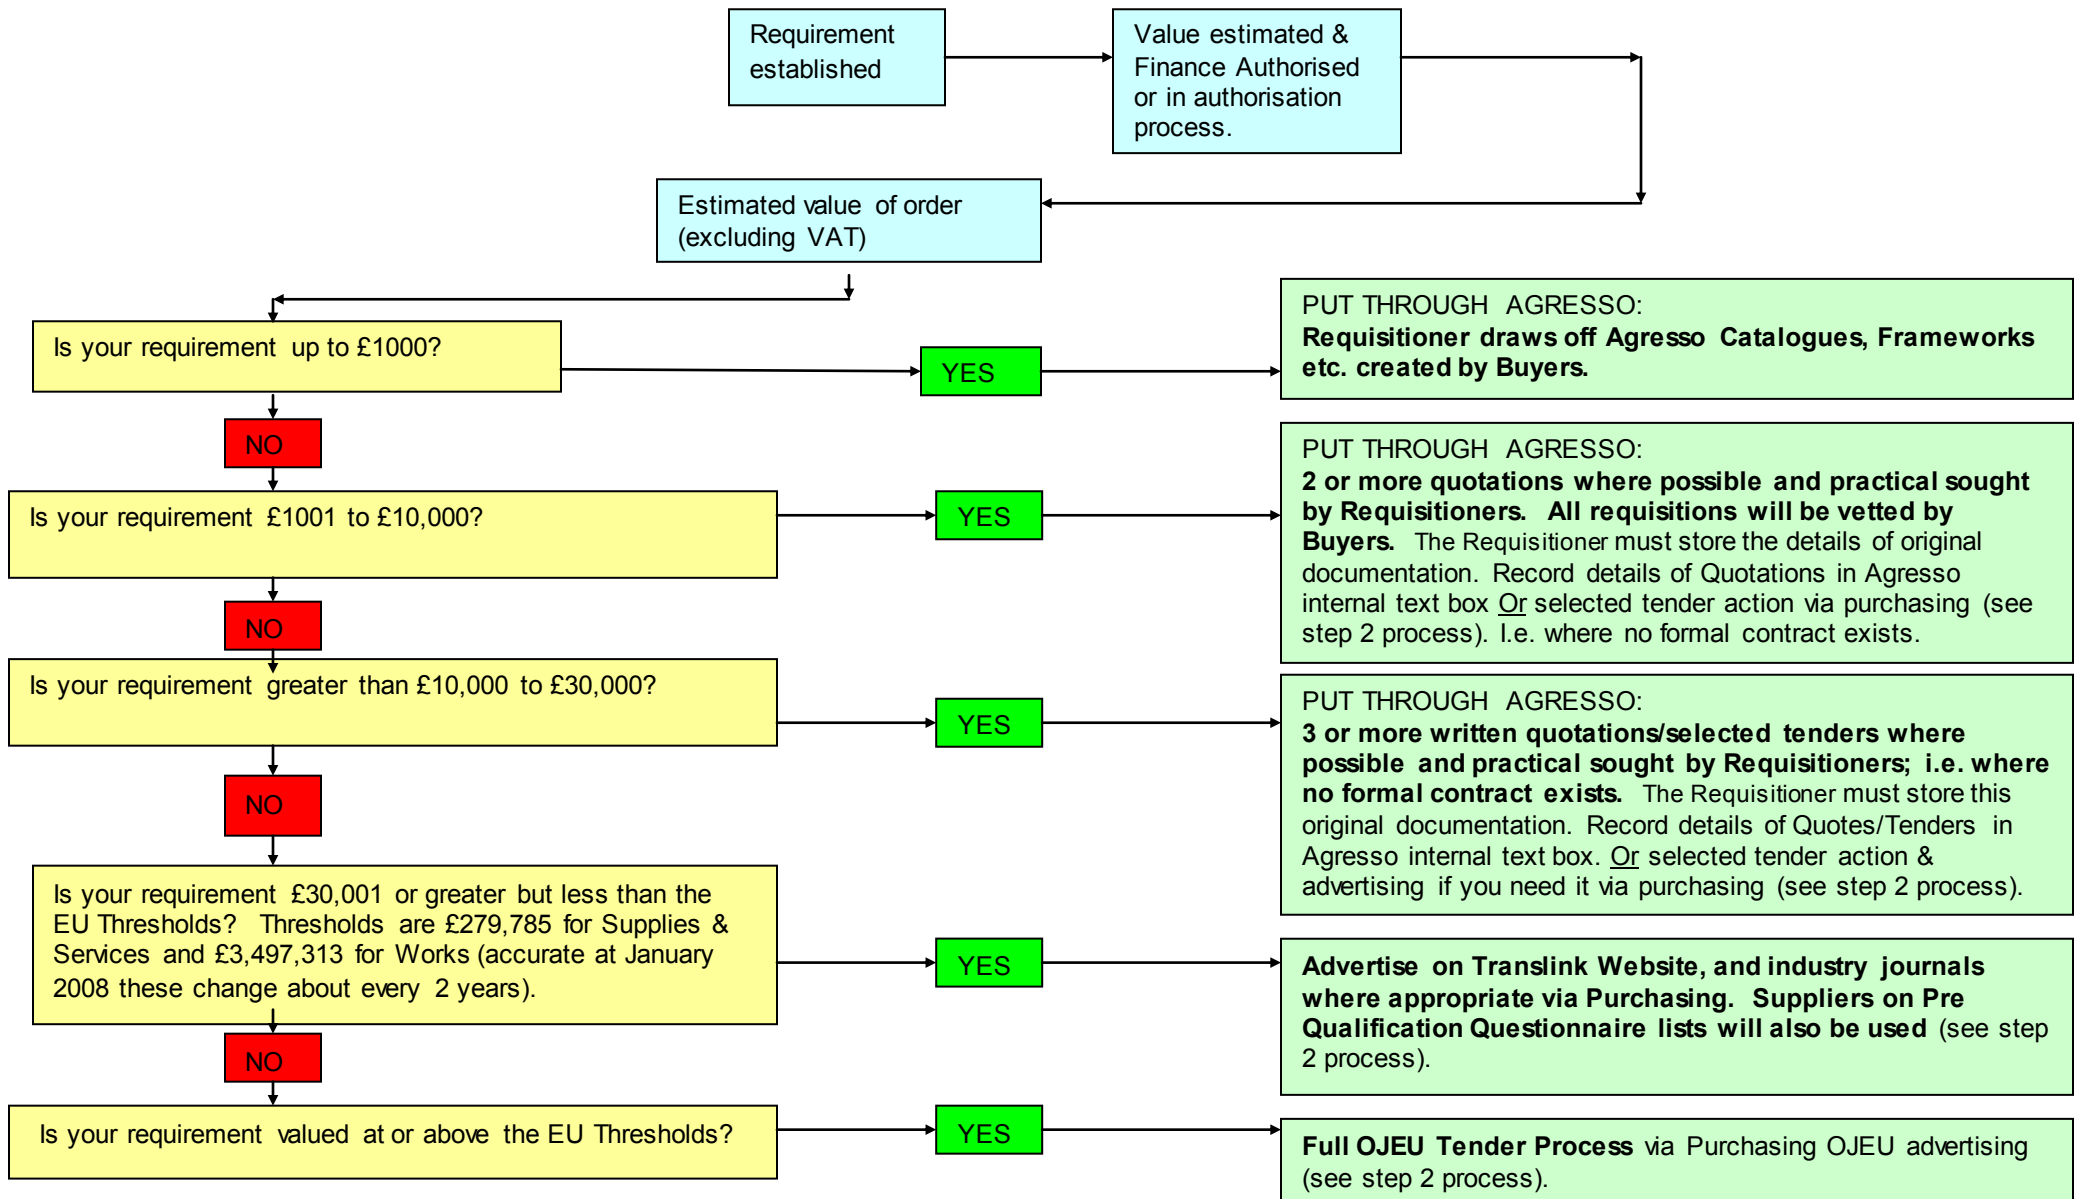 Requirement
established
Value estimated &
Finance Authorised
or in authorisation
process.
Estimated value of order
(excluding VAT)
Is your requirement up to £1000?
YES
PUT THROUGH AGRESSO:
Requisitioner draws off Agresso Catalogues, Frameworks
etc. created by Buyers.
NO
Is your requirement £1001 to £10,000?
YES
PUT THROUGH AGRESSO:
2 or more quotations where possible and practical sought
by Requisitioners. All requisitions will be vetted by
Buyers. The Requisitioner must store the details of original
documentation. Record details of Quotations in Agresso
internal text box Or selected tender action via purchasing (see
step 2 process). I.e. where no formal contract exists.
NO
Is your requirement greater than £10,000 to £30,000?
YES
PUT THROUGH AGRESSO:
3 or more written quotations/selected tenders where
possible and practical sought by Requisitioners; i.e. where
no formal contract exists. The Requisitioner must store this
original documentation. Record details of Quotes/Tenders in
Agresso internal text box. Or selected tender action &
advertising if you need it via purchasing (see step 2 process).
NO
Is your requirement £30,001 or greater but less than the
EU Thresholds? Thresholds are £279,785 for Supplies &
Services and £3,497,313 for Works (accurate at January
2008 these change about every 2 years).
YES
Advertise on Translink Website, and industry journals
where appropriate via Purchasing. Suppliers on Pre
Qualification Questionnaire lists will also be used (see step
2 process).
NO
Is your requirement valued at or above the EU Thresholds?
YES
Full OJEU Tender Process via Purchasing OJEU advertising
(see step 2 process).